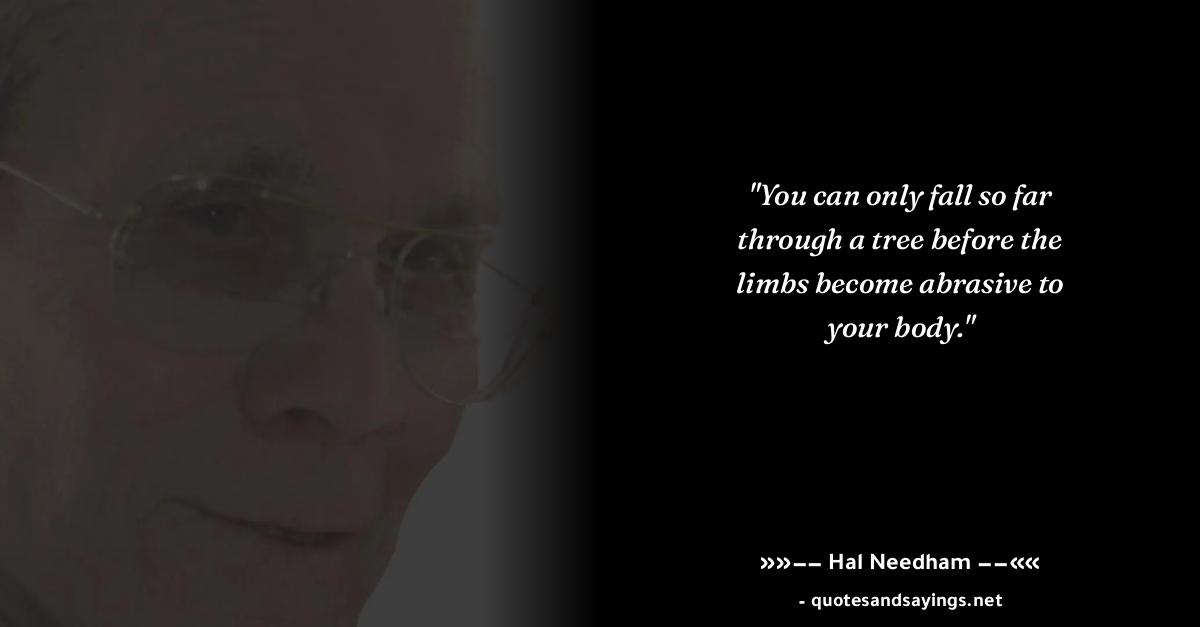 "You can only fall so far
through a tree before the
limbs become abrasive to
your body."
»»−− Hal Needham −−««
- quotesandsayings.net